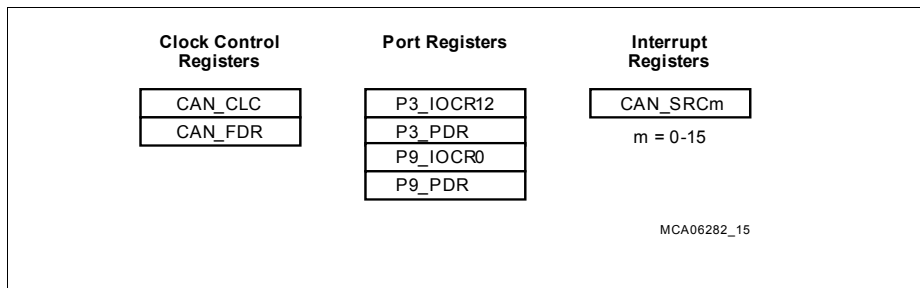 Clock Control
Registers
CAN_CLC
CAN_FDR
Port Registers
P3_IOCR12
P3_PDR
P9_IOCR0
P9_PDR
Interrupt
Registers
CAN_SRCm
m = 0-15
MCA06282_15